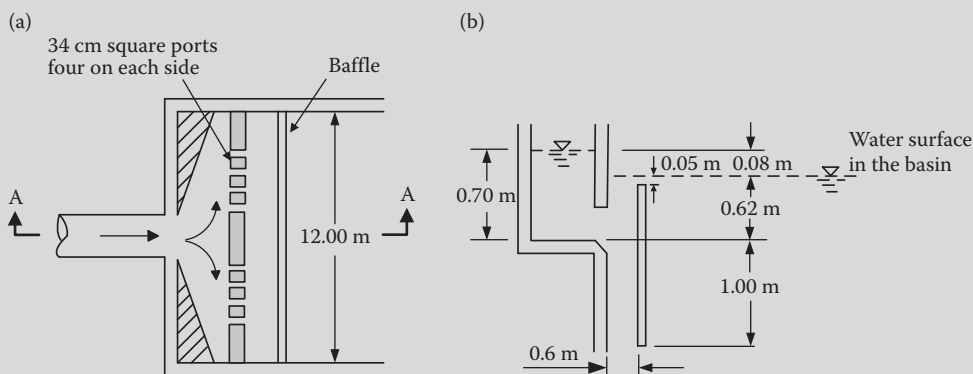 (a)
34 cm square ports
four on each side
Baffle
A
A
12.00 m
(b)
Water surface
in the basin
0.05 m
0.08 m
0.70 m
0.62 m
1.00 m
0.6 m